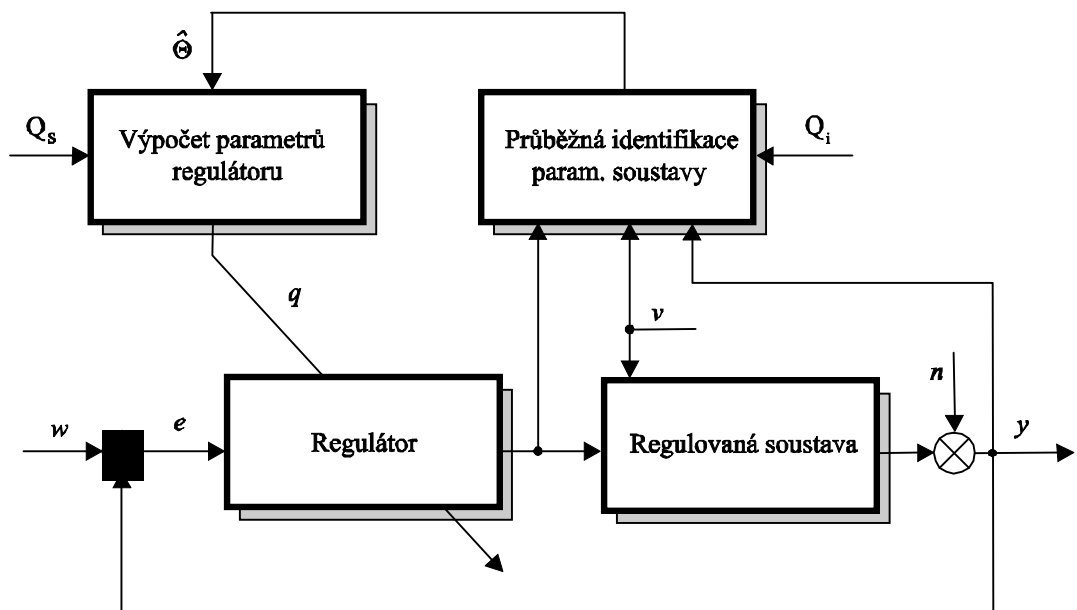 Θ̂
Q_s
Výpočet parametrů
regulátoru
Průběžná identifikace
param. soustavy
Q_i
q
v
n
w
e
Regulátor
Regulovaná soustava
y